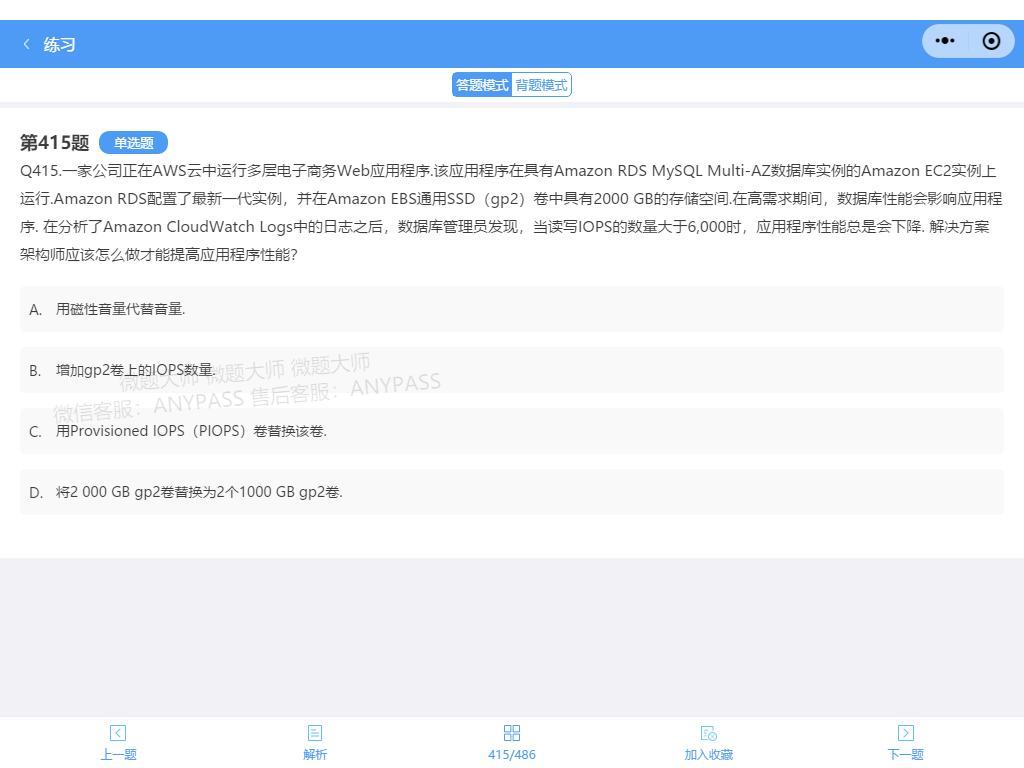 练习
答题模式 背题模式
第415题 单选题
Q415.一家公司正在AWS云中运行多层电子商务Web应用程序.该应用程序在具有Amazon RDS MySQL Multi-AZ数据库实例的Amazon EC2实例上
运行.Amazon RDS配置了最新一代实例，并在Amazon EBS通用SSD（gp2）卷中具有2000 GB的存储空间.在高需求期间，数据库性能会影响应用程
序. 在分析了Amazon CloudWatch Logs中的日志之后，数据库管理员发现，当读写IOPS的数量大于6,000时，应用程序性能总是会下降. 解决方案
架构师应该怎么做才能提高应用程序性能?
A. 用磁性音量代替音量.
B. 增加gp2卷上的IOPS数量.
微题大师 微题大师 微题大师
微信客服：ANYPASS 售后客服：ANYPASS
C. 用Provisioned IOPS（PIOPS）卷替换该卷.
D. 将2 000 GB gp2卷替换为2个1000 GB gp2卷.
上一题 解析 415/486 加入收藏 下一题